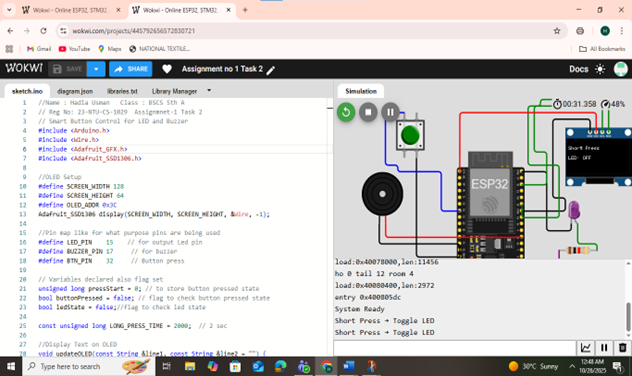 Wokwi - Online ESP32, STM32,
Wokwi - Online ESP32, STM32,
wokwi.com/projects/445792656572830721
Gmail
YouTube
Maps
NATIONAL TEXTILE...
All Bookmarks
WOKWI
SAVE
SHARE
Assignment no 1 Task 2
Docs
sketch.ino
diagram.json
libraries.txt
Library Manager
Simulation
1 //Name : Hadia Usman Class : BSCS 5th A
2 // Reg No: 23-NTU-CS-1029 Assignmnet-1 Task 2
3 // Smart Button Control for LED and Buzzer
4 #include <Arduino.h>
5 #include <Wire.h>
6 #include <Adafruit_GFX.h>
7 #include <Adafruit_SSD1306.h>
8
9 //OLED Setup
10 #define SCREEN_WIDTH 128
11 #define SCREEN_HEIGHT 64
12 #define OLED_ADDR 0x3C
13 Adafruit_SSD1306 display(SCREEN_WIDTH, SCREEN_HEIGHT, &Wire, -1);
14
15 //Pin map like for what purpose pins are being used
16 #define LED_PIN 15 // for output Led pin
17 #define BUZZER_PIN 17 // for buzzer
18 #define BTN_PIN 32 // Button press
19
20 // Variables declared also flag set
21 unsigned long pressStart = 0; // to store button pressed state
22 bool buttonPressed = false; // flag to check button pressed state
23 bool ledState = false;//flag to check led state
24
25 const unsigned long LONG_PRESS_TIME = 2000; // 2 sec
26
27 //Display Text on OLED
28 void updateOLED(const String &line1, const String &line2 = "") {
00:31.358
48%
Short Press
LED: OFF
ESP32
load:0x40078000,len:11456
ho 0 tail 12 room 4
load:0x40080400,len:2972
entry 0x400805dc
System Ready
Short Press → Toggle LED
Short Press → Toggle LED
Type here to search
30°C Sunny
12:48 AM
10/26/2025